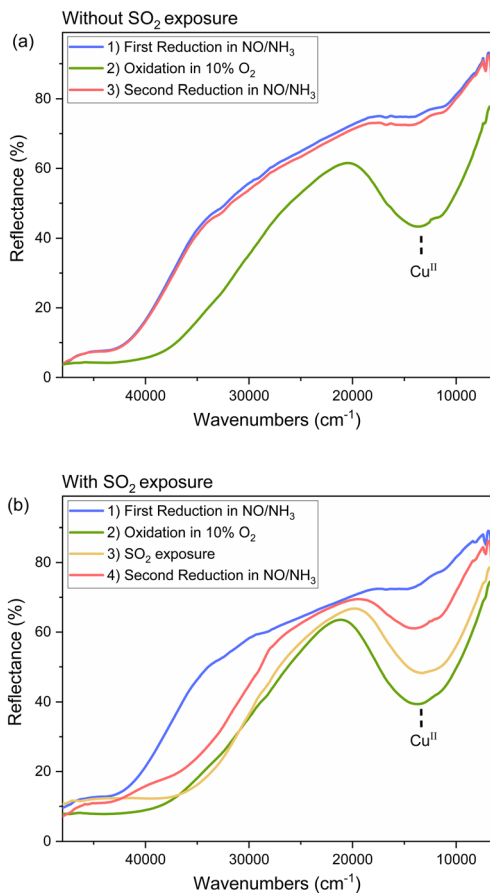 Without SO₂ exposure
(a)
1) First Reduction in NO/NH₃
2) Oxidation in 10% O₂
3) Second Reduction in NO/NH₃
80
60
40
20
0
Reflectance (%)
Cuᴵᴵ
40000 30000 20000 10000
Wavenumbers (cm⁻¹)
With SO₂ exposure
(b)
1) First Reduction in NO/NH₃
2) Oxidation in 10% O₂
3) SO₂ exposure
4) Second Reduction in NO/NH₃
80
60
40
20
0
Reflectance (%)
Cuᴵᴵ
40000 30000 20000 10000
Wavenumbers (cm⁻¹)